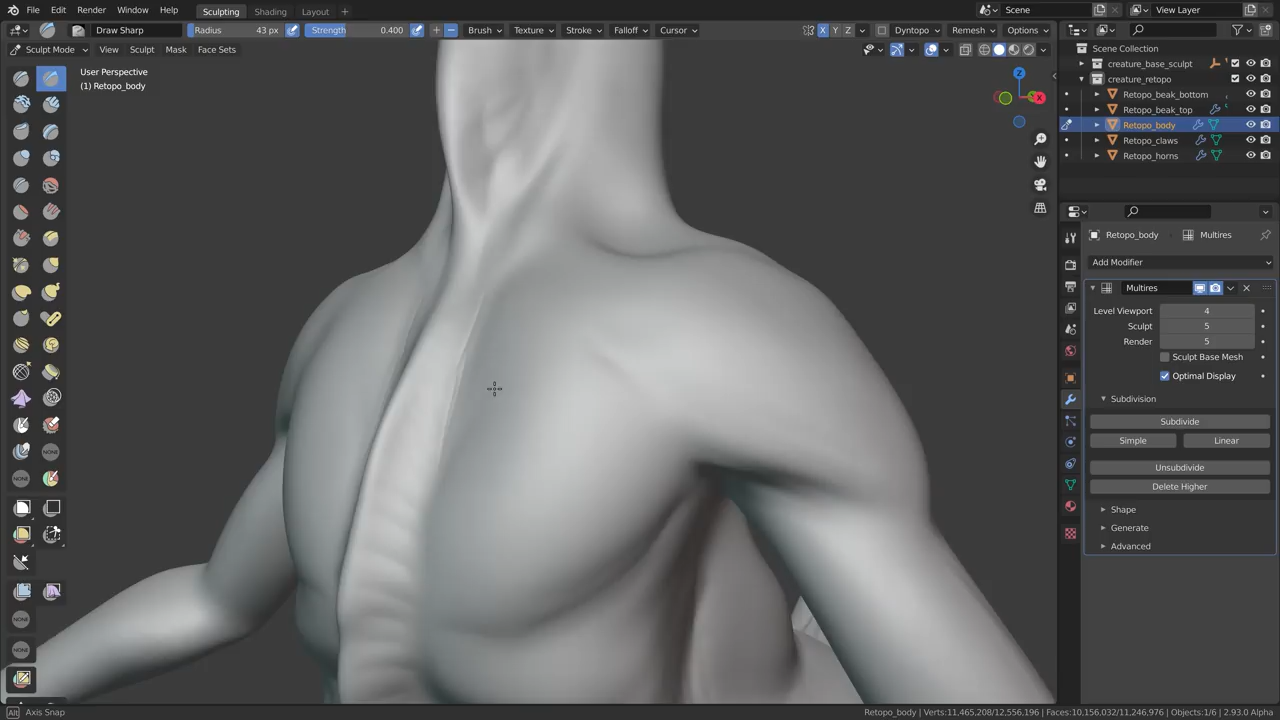 File Edit Render Window Help Sculpting Shading Layout + Scene View Layer
Draw Sharp Radius 43 px Strength 0.400 + − Brush Texture Stroke Falloff Cursor X Y Z Dyntopo Remesh Options
Sculpt Mode View Sculpt Mask Face Sets
Scene Collection
creature_base_sculpt
creature_retopo
Retopo_beak_bottom
Retopo_beak_top
Retopo_body
Retopo_claws
Retopo_horns
User Perspective
(1) Retopo_body
Z
X
Y
NONE
NONE
NONE
NONE
Retopo_body Multires
Add Modifier
Multires
Level Viewport 4
Sculpt 5
Render 5
Sculpt Base Mesh
Optimal Display
Subdivision
Subdivide
Simple Linear
Unsubdivide
Delete Higher
Shape
Generate
Advanced
Alt Axis Snap
Retopo_body | Verts:11,465,208/12,556,196 | Faces:10,156,032/11,246,976 | Objects:1/6 | 2.93.0 Alpha